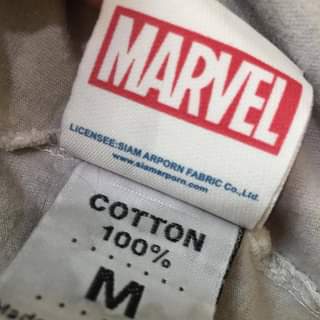 MARVEL
LICENSEE:SIAM ARPORN FABRIC Co.,Ltd.
www.siamarporn.com
COTTON
100%
M